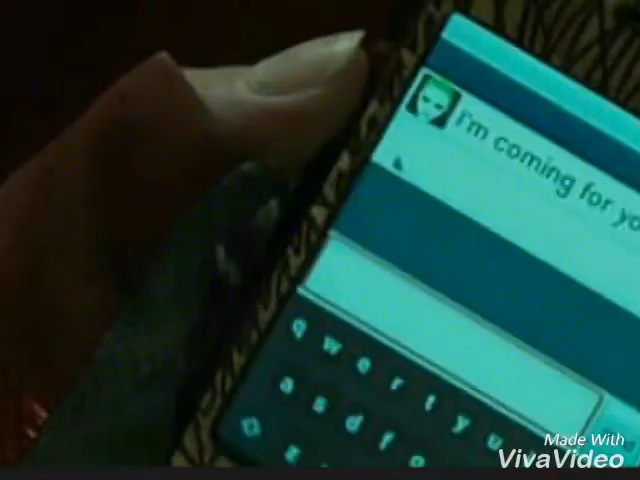 I'm coming for yo
q w e r t y u
a s d f g
z
Made With
VivaVideo